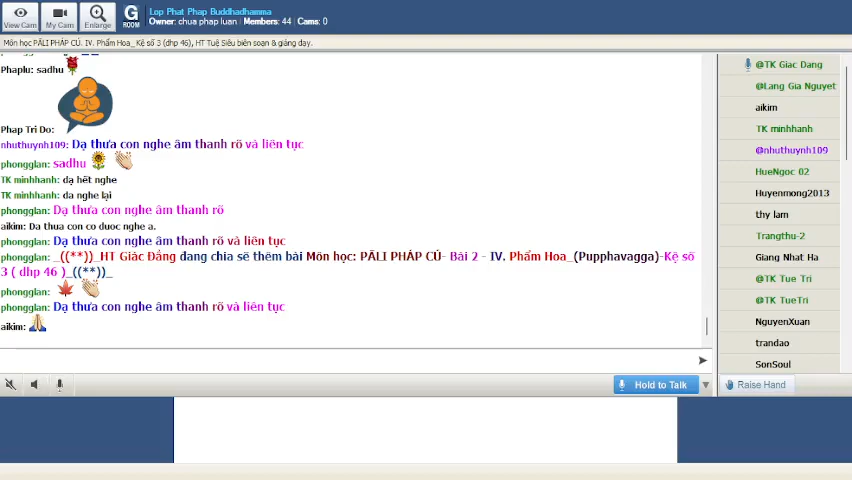 View Cam
My Cam
Enlarge
G
ROOM
Lop Phat Phap Buddhadhamma
Owner: chua phap luan : Members: 44 : Cams: 0
Môn học PÃLI PHÁP CÚ. IV. Phẩm Hoa_ Kệ số 3 (dhp 46), HT Tuệ Siêu biên soạn & giảng dạy.
Phaplu: sadhu
Phap Tri Do:
nhuthuynh109: Dạ thưa con nghe âm thanh rõ và liên tục
phongglan: sadhu
TK minhhanh: dạ hết nghe
TK minhhanh: da nghe lại
phongglan: Dạ thưa con nghe âm thanh rõ
aikim: Da thua con co duoc nghe a.
phongglan: Dạ thưa con nghe âm thanh rõ và liên tục
phongglan: _((**))_HT Giác Đẳng đang chia sẽ thêm bài Môn học: PÃLI PHÁP CÚ- Bài 2 - IV. Phẩm Hoa_(Pupphavagga)-Kệ số
3 ( dhp 46 )_((**))_
phongglan:
phongglan: Dạ thưa con nghe âm thanh rõ và liên tục
aikim:
Hold to Talk
@TK Giac Dang
@Lang Gia Nguyet
aikim
TK minhhanh
@nhuthuynh109
HueNgoc 02
Huyenmong2013
thy lam
Trangthu-2
Giang Nhat Ha
@TK Tue Tri
@TK TueTri
NguyenXuan
trandao
SonSoul
Raise Hand